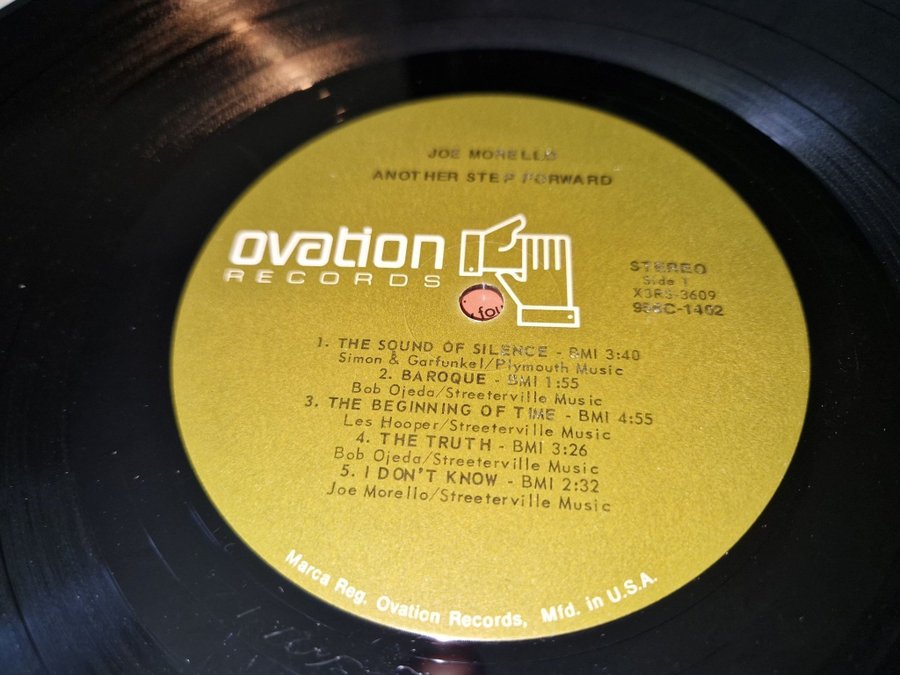 JOE MORELLO
ANOTHER STEP FORWARD
ovation
RECORDS
STEREO
Side 1
X3RS-3609
1. THE SOUND OF SILENCE - BMI 3:40
Simon & Garfunkel/Plymouth Music
2. BAROQUE - BMI 1:55
Bob Ojeda/Streeterville Music
3. THE BEGINNING OF TIME - BMI 4:55
Les Hooper/Streeterville Music
4. THE TRUTH - BMI 3:26
Bob Ojeda/Streeterville Music
5. I DON'T KNOW - BMI 2:32
Joe Morello/Streeterville Music
Marca Reg. Ovation Records, Mfd. in U.S.A.